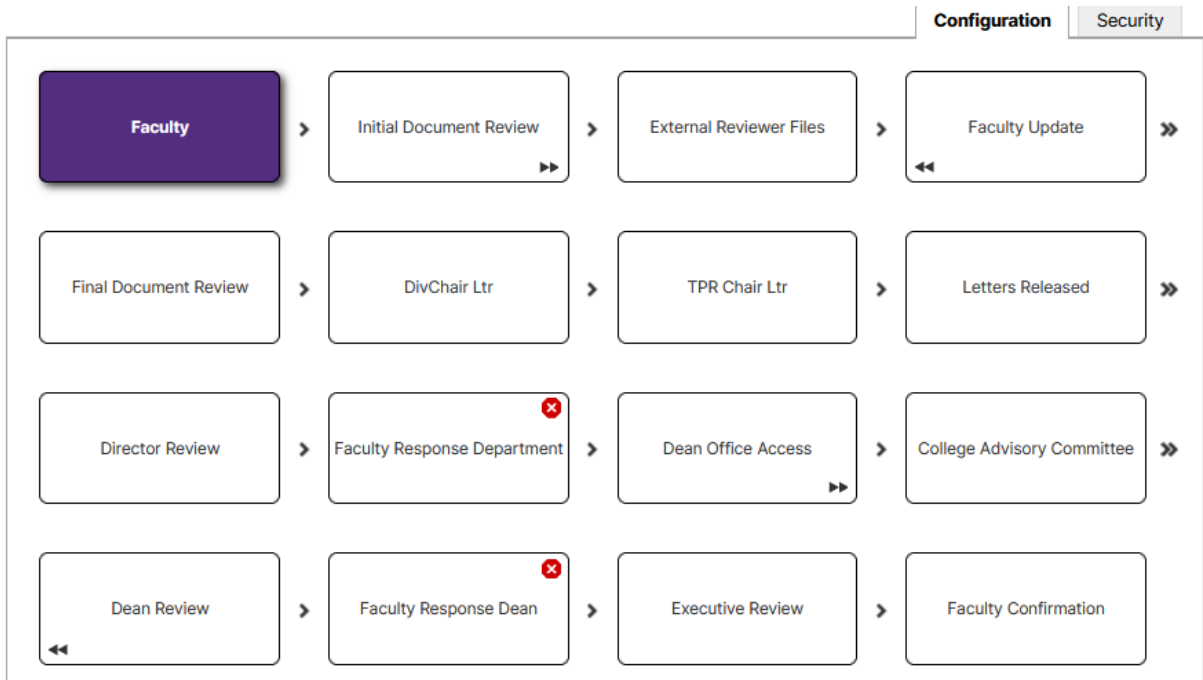 Configuration Security
Faculty Initial Document Review External Reviewer Files Faculty Update
Final Document Review DivChair Ltr TPR Chair Ltr Letters Released
Director Review Faculty Response Department Dean Office Access College Advisory Committee
Dean Review Faculty Response Dean Executive Review Faculty Confirmation